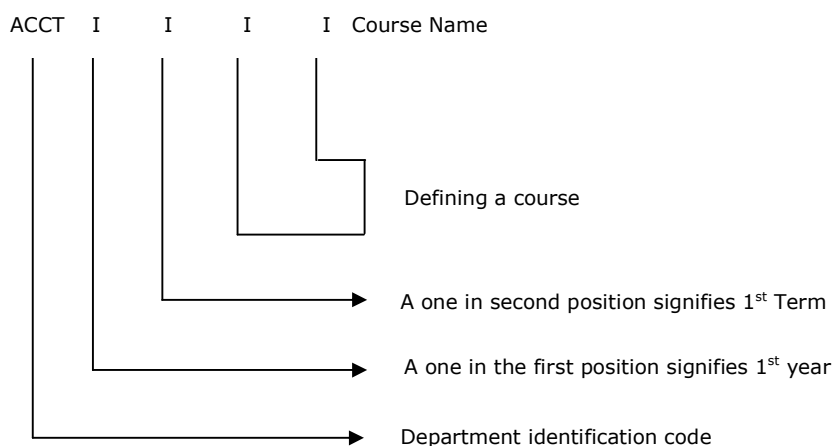 ACCT I I I I Course Name
Defining a course
A one in second position signifies 1st Term
A one in the first position signifies 1st year
Department identification code